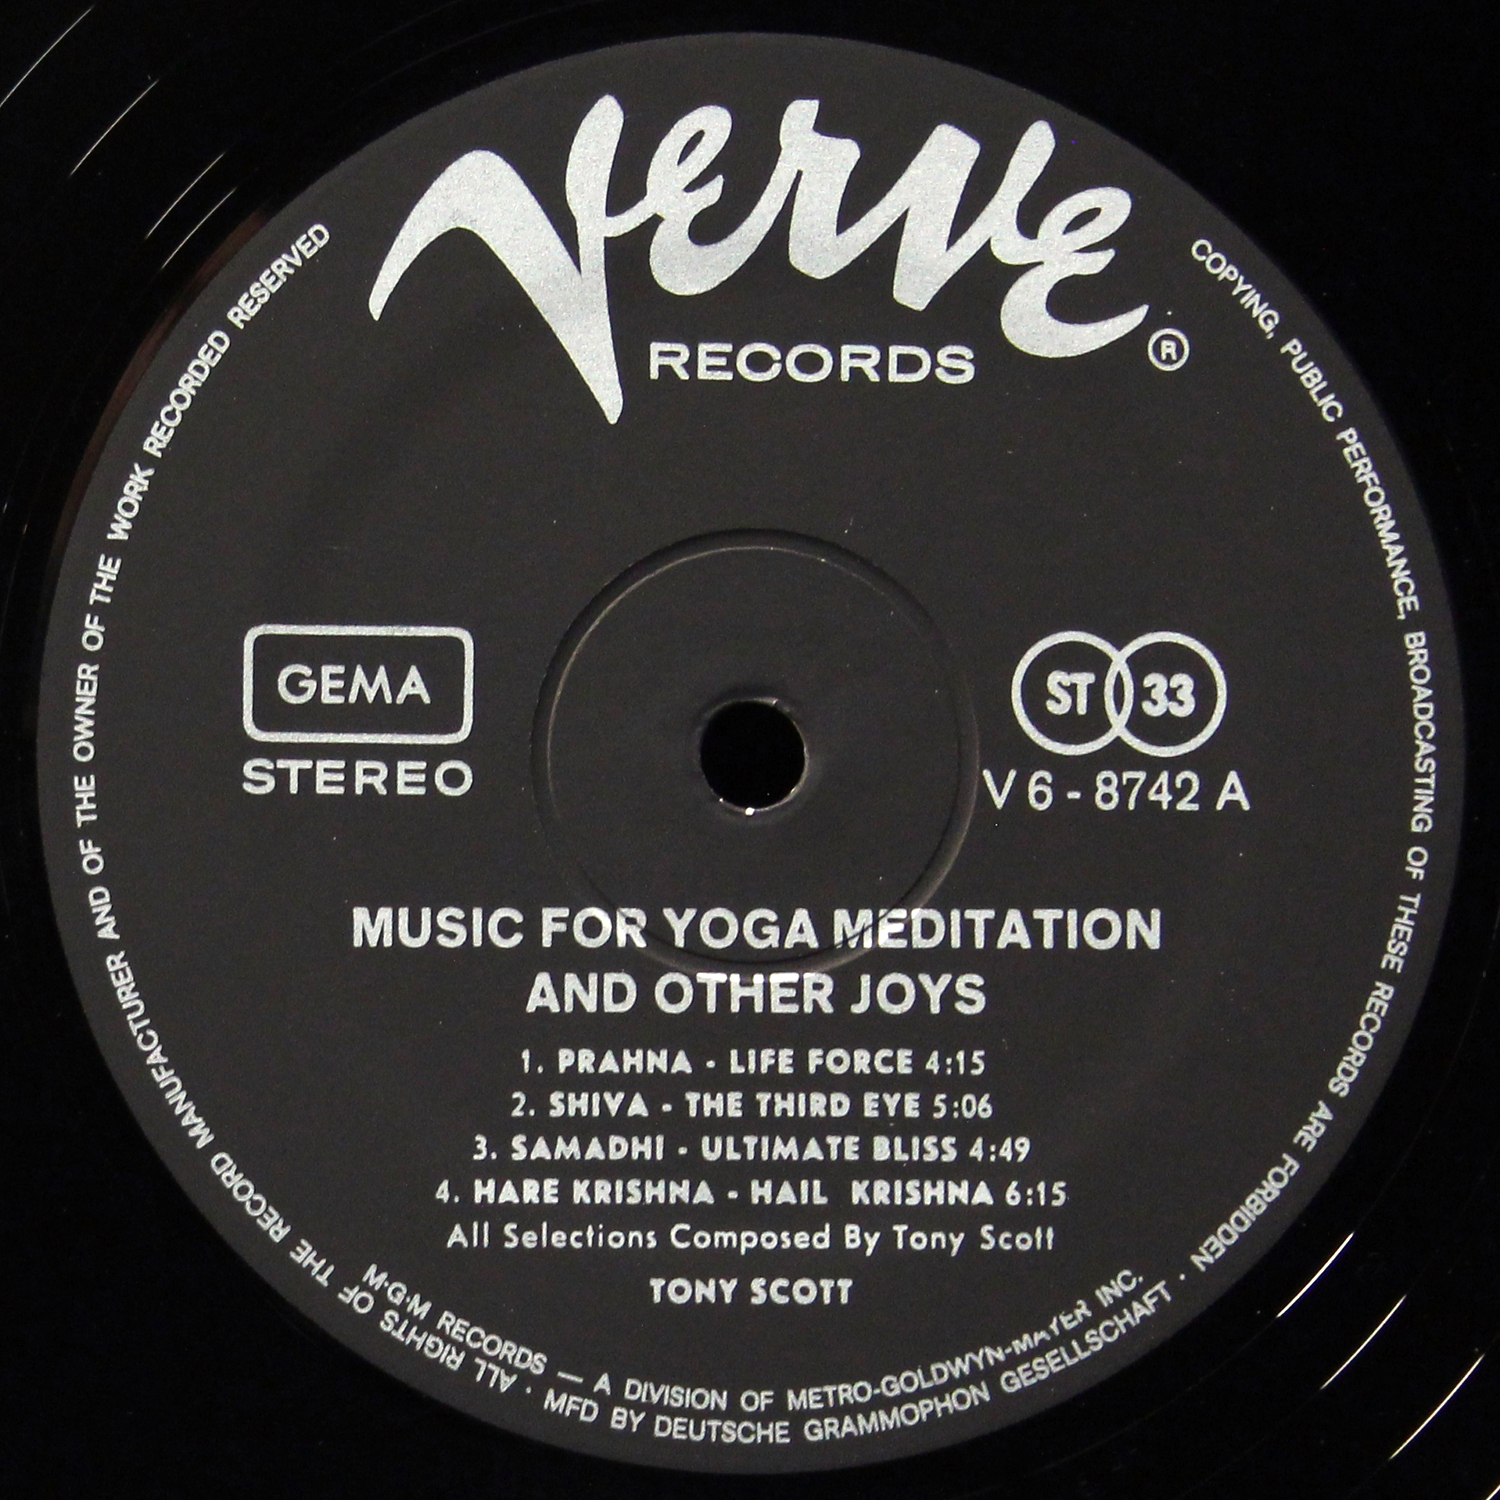 Verve
RECORDS
®
GEMA
STEREO
ST 33
V 6 - 8742 A
MUSIC FOR YOGA MEDITATION
AND OTHER JOYS
1. PRAHNA - LIFE FORCE 4:15
2. SHIVA - THE THIRD EYE 5:06
3. SAMADHI - ULTIMATE BLISS 4:49
4. HARE KRISHNA - HAIL KRISHNA 6:15
All Selections Composed By Tony Scott
TONY SCOTT
M·G·M RECORDS — A DIVISION OF METRO-GOLDWYN-MAYER INC.
ALL RIGHTS OF THE RECORD MANUFACTURER AND OF THE OWNER OF THE WORK RECORDED RESERVED
COPYING, PUBLIC PERFORMANCE, BROADCASTING OF THESE RECORDS ARE FORBIDDEN ·
MFD BY DEUTSCHE GRAMMOPHON GESELLSCHAFT ·